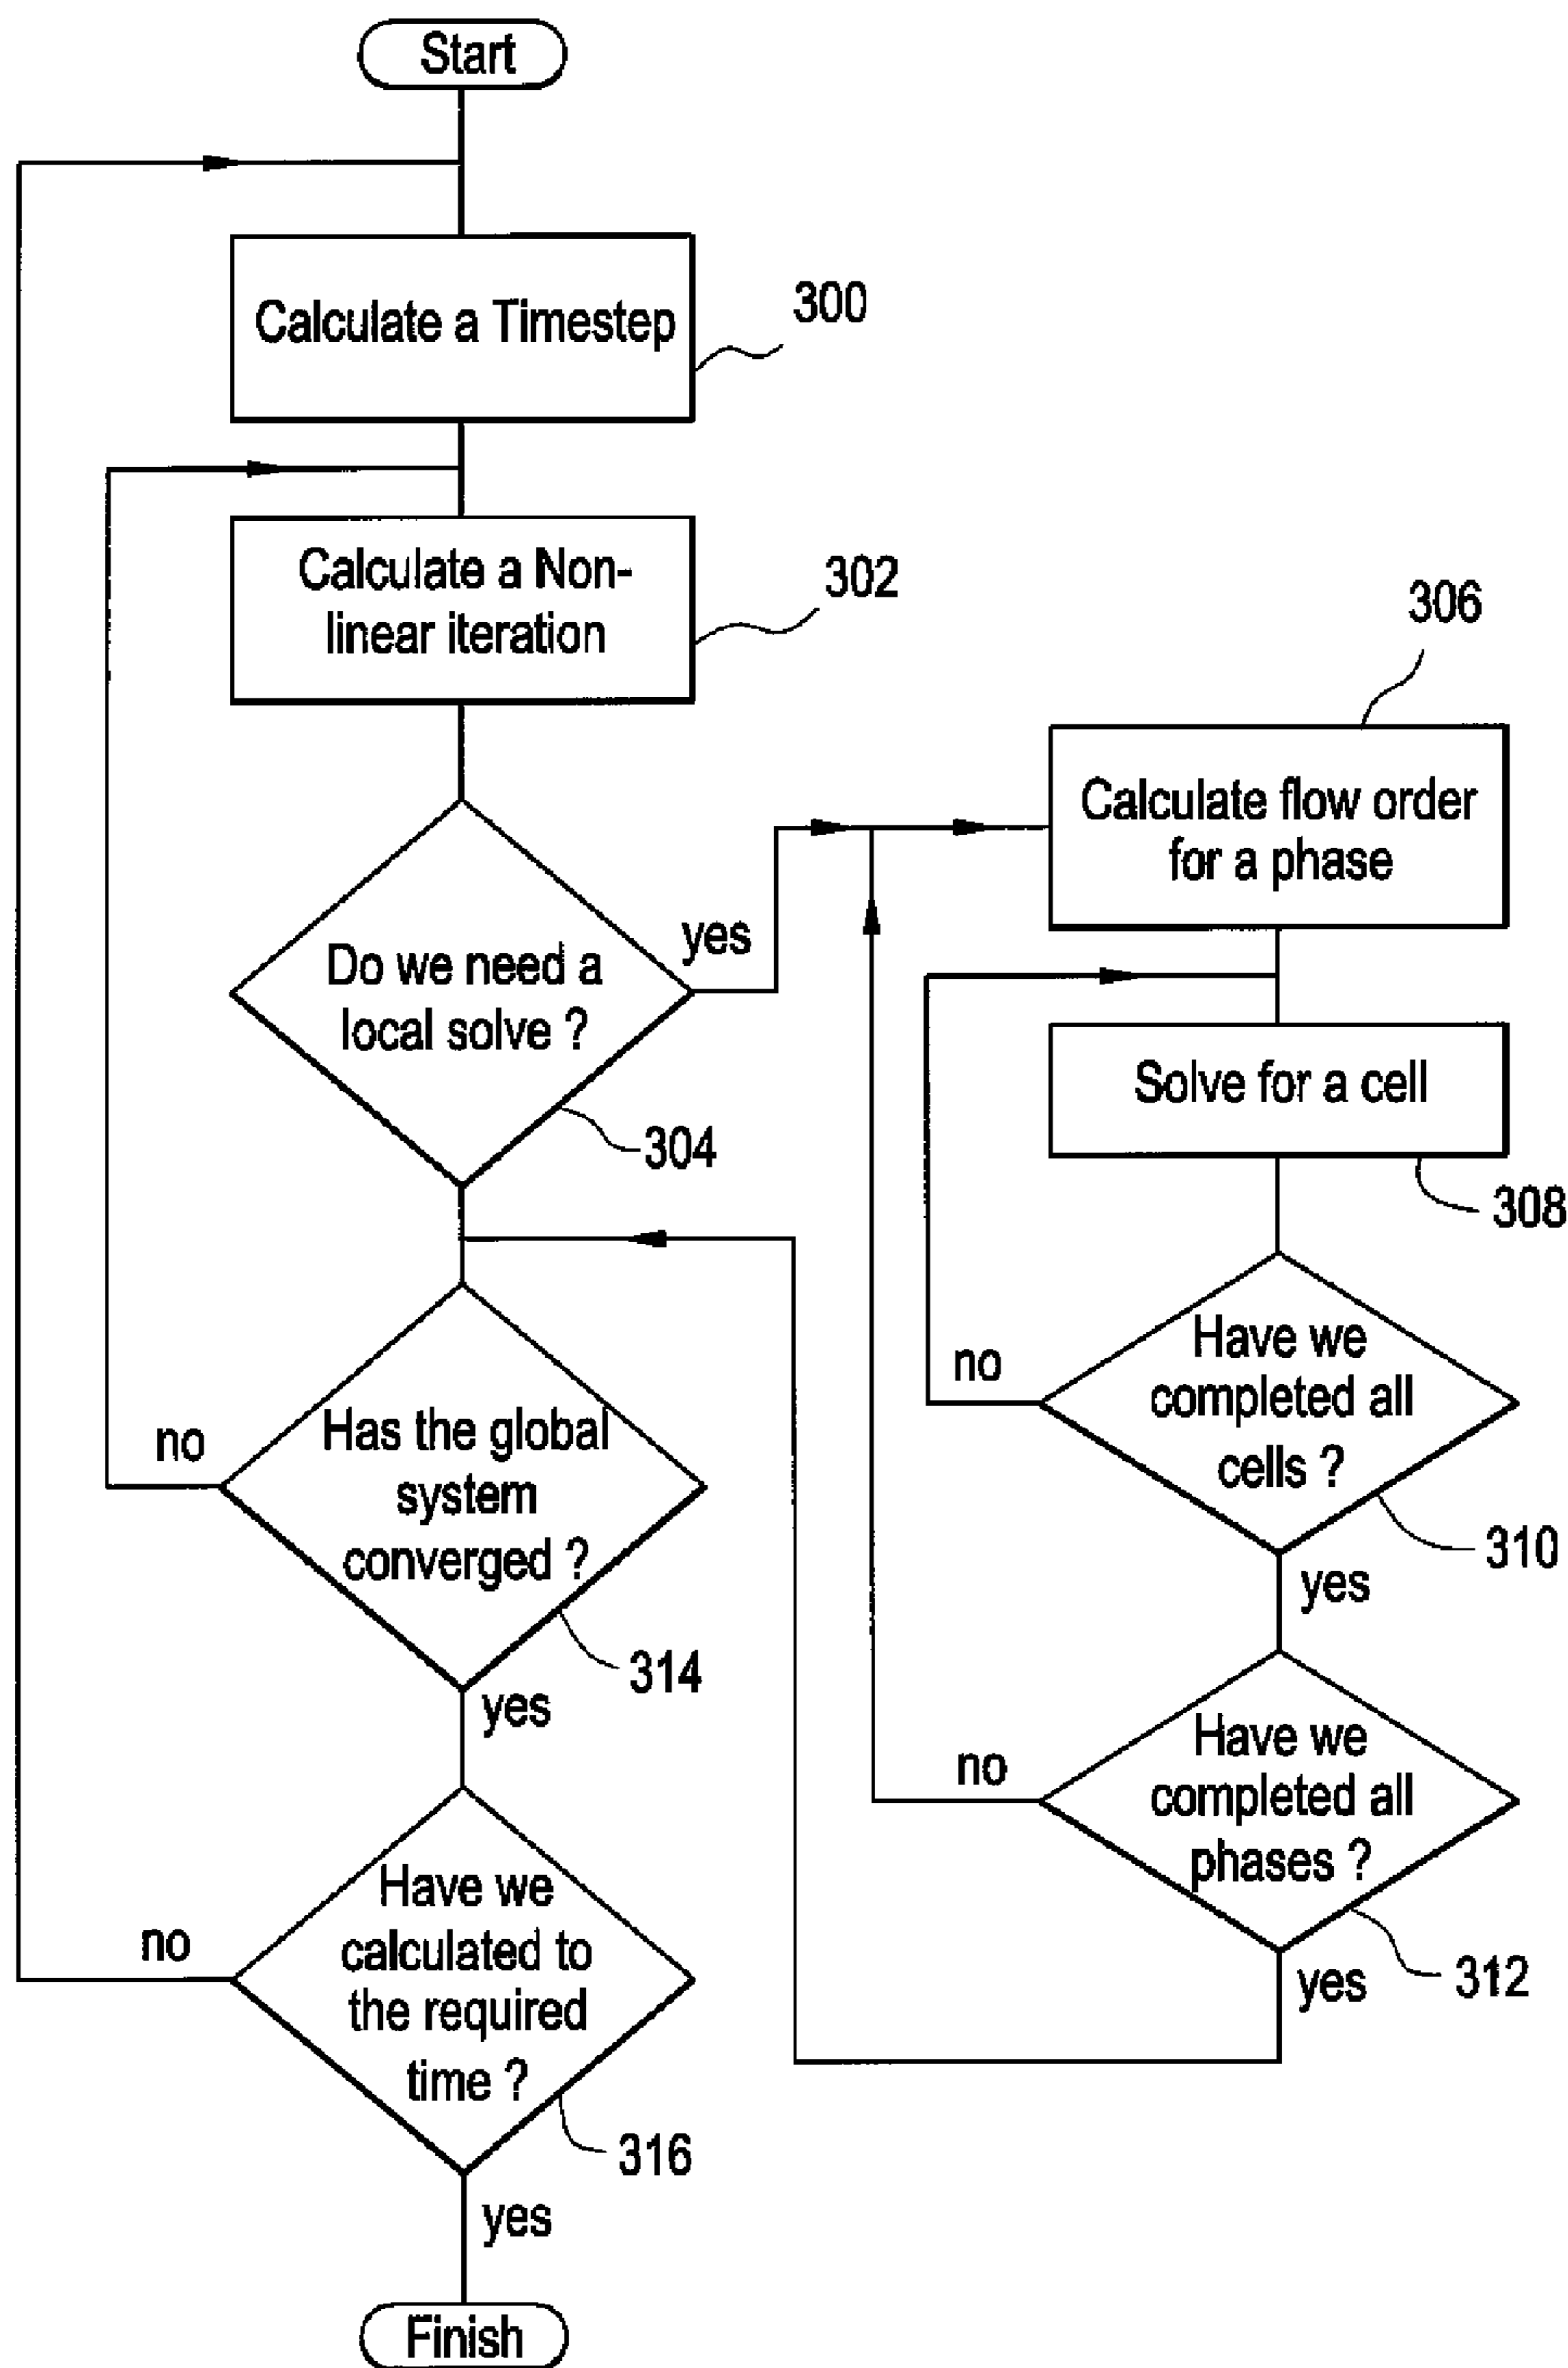 Start
Calculate a Timestep
300
Calculate a Non-
linear iteration
302
Do we need a
local solve ?
yes
304
306
Calculate flow order
for a phase
Solve for a cell
308
Have we
completed all
cells ?
no
310
yes
Have we
completed all
phases ?
no
312
yes
Has the global
system
converged ?
no
314
yes
Have we
calculated to
the required
time ?
no
316
yes
Finish